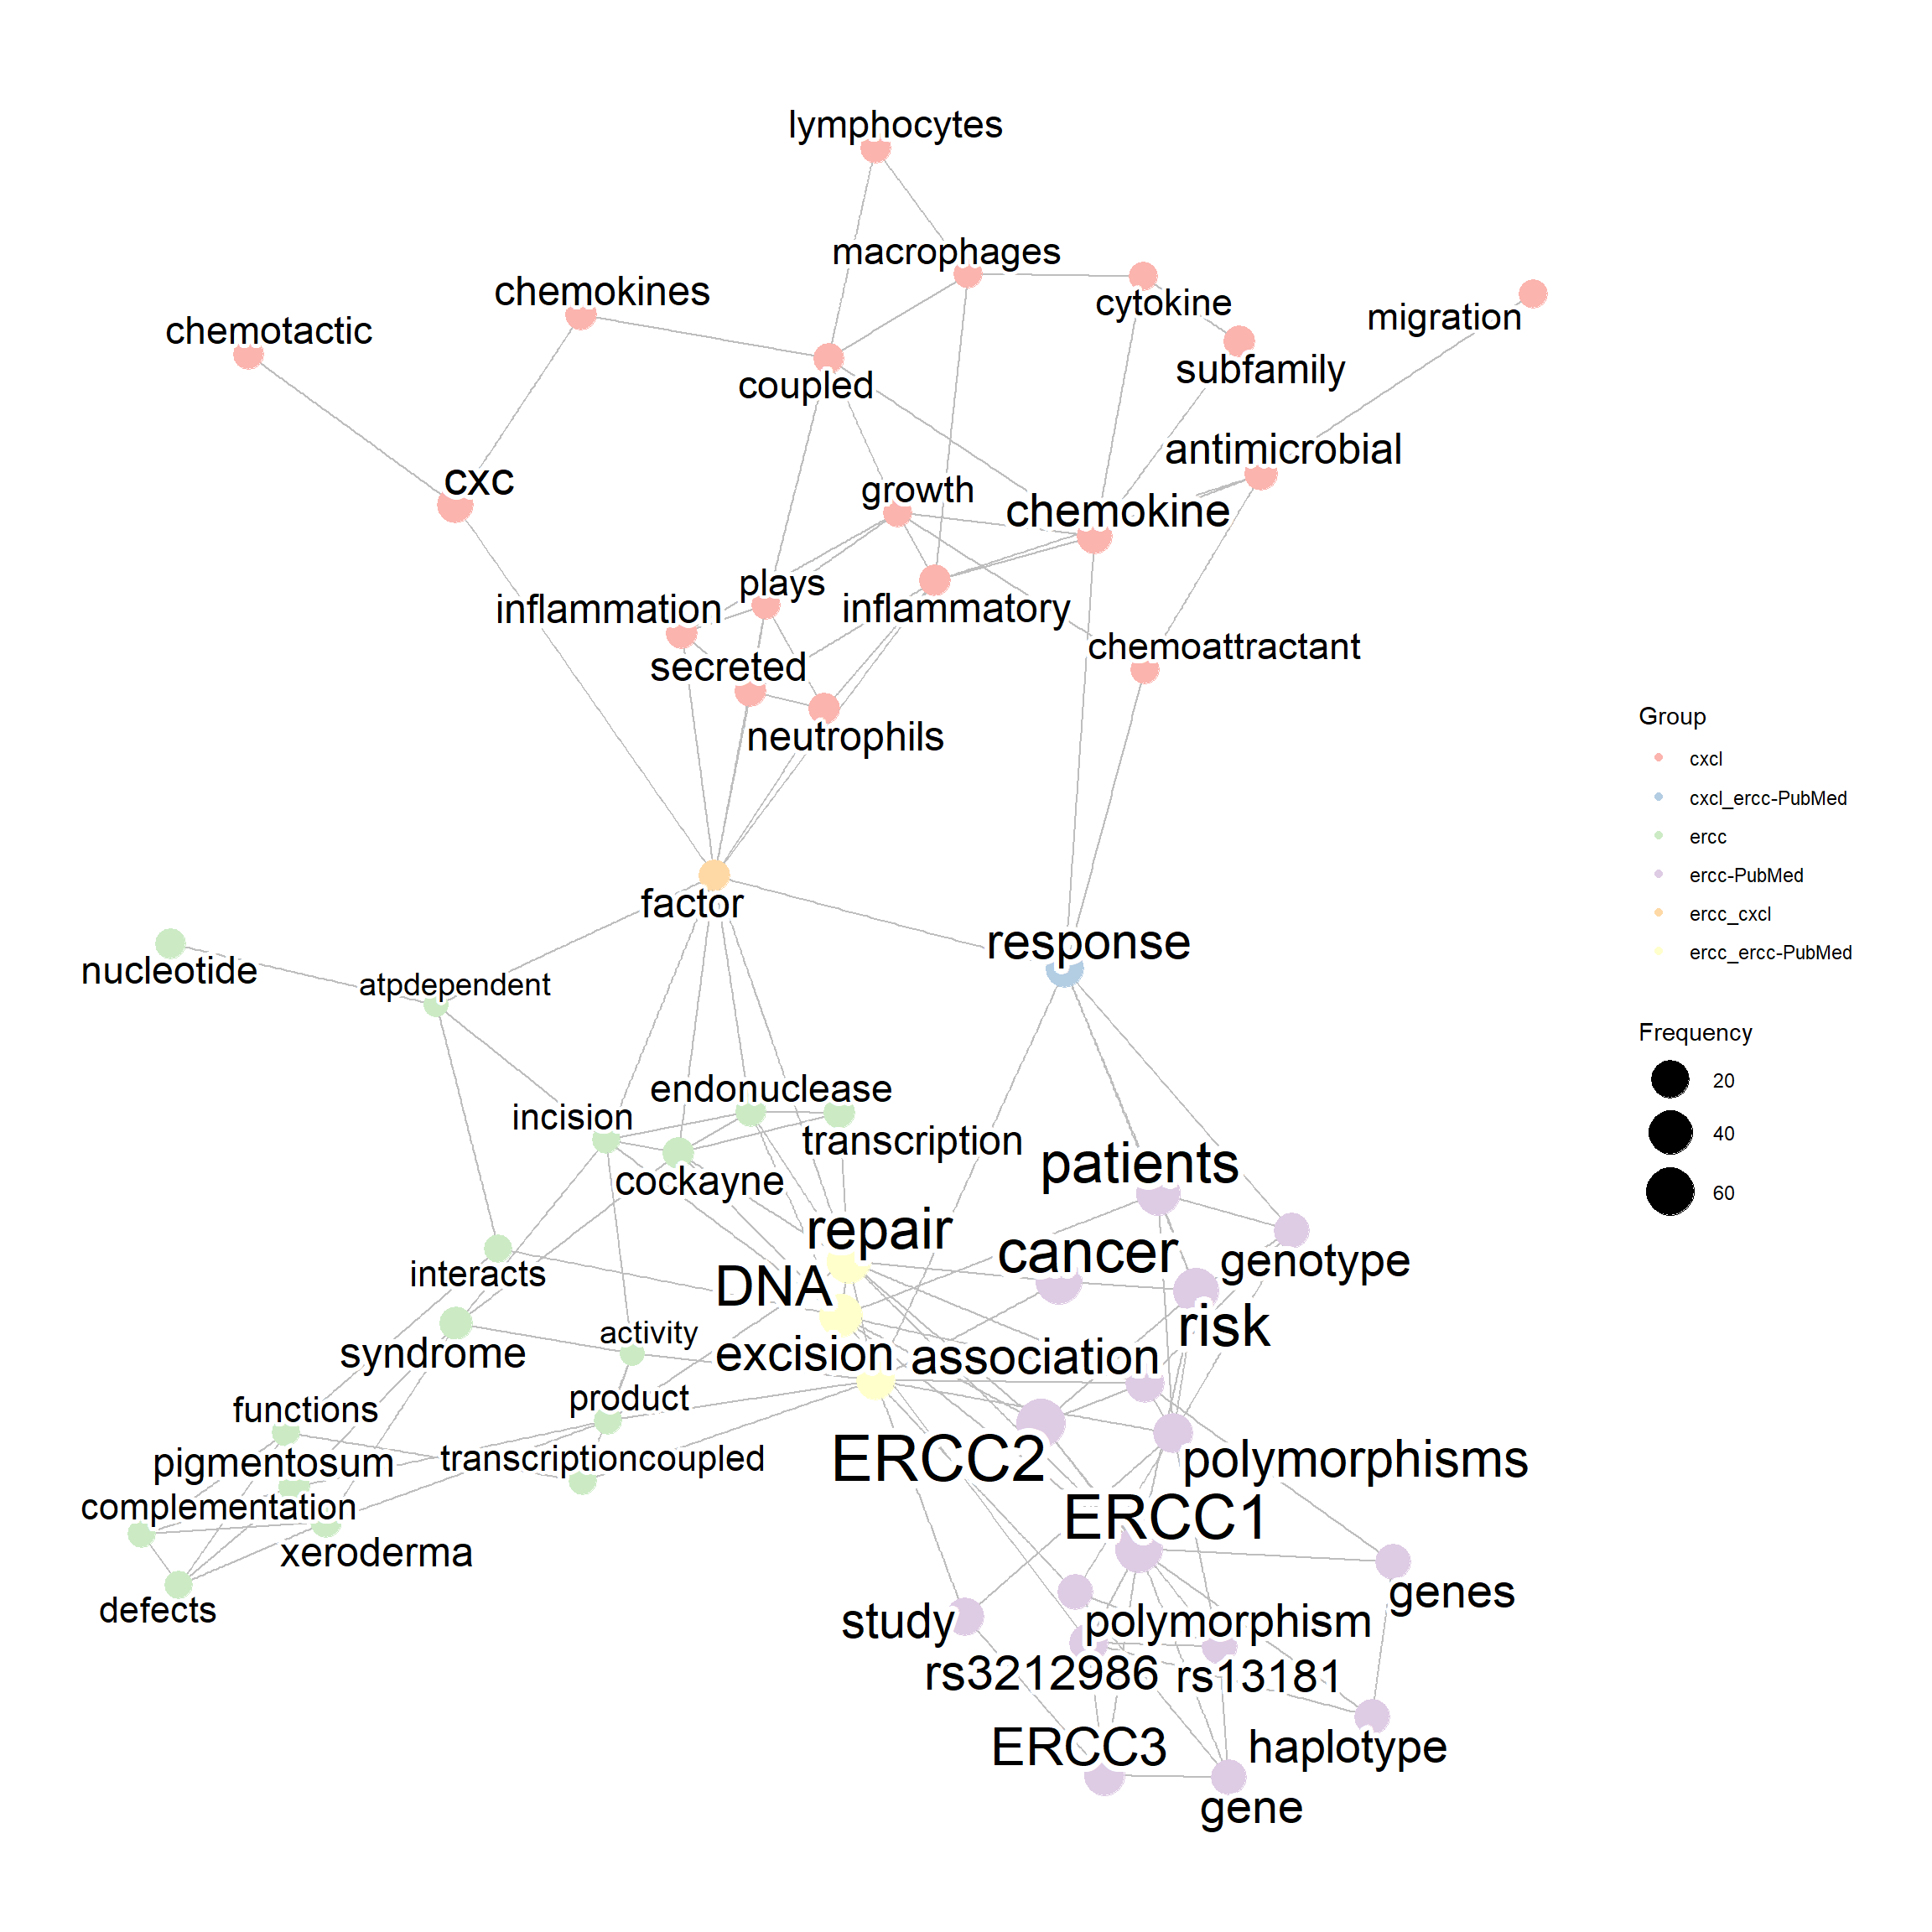 lymphocytes
macrophages
chemokines
cytokine
migration
chemotactic
subfamily
coupled
antimicrobial
cxc
growth
chemokine
plays
inflammation
inflammatory
chemoattractant
secreted
neutrophils
factor
response
nucleotide
atpdependent
endonuclease
incision
transcription
cockayne
patients
repair
cancer
genotype
interacts
DNA
risk
activity
syndrome
excision
association
product
functions
pigmentosum
transcriptioncoupled
ERCC2
polymorphisms
complementation
ERCC1
xeroderma
genes
defects
study
polymorphism
rs3212986
rs13181
ERCC3
haplotype
gene
Group
cxcl
cxcl_ercc-PubMed
ercc
ercc-PubMed
ercc_cxcl
ercc_ercc-PubMed
Frequency
20
40
60